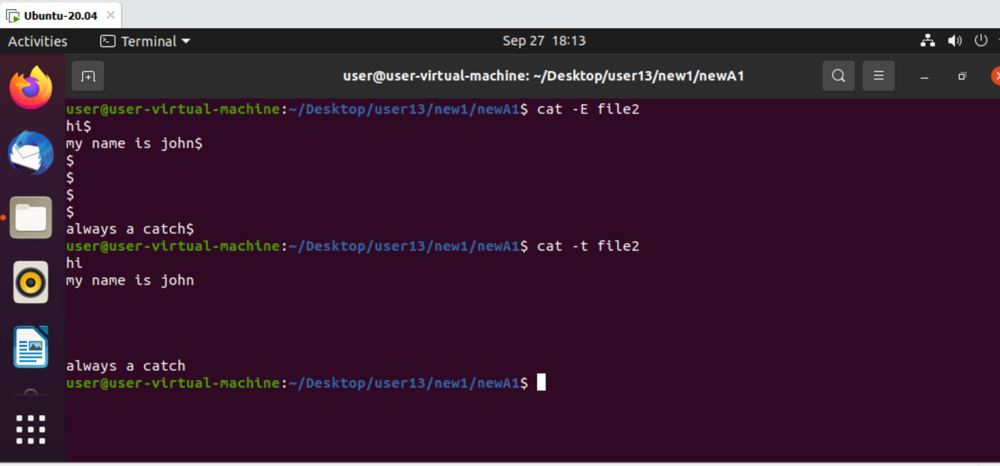 Ubuntu-20.04
Activities Terminal Sep 27 18:13
user@user-virtual-machine: ~/Desktop/user13/new1/newA1
user@user-virtual-machine:~/Desktop/user13/new1/newA1$ cat -E file2
hi$
my name is john$
$
$
$
$
always a catch$
user@user-virtual-machine:~/Desktop/user13/new1/newA1$ cat -t file2
hi
my name is john
always a catch
user@user-virtual-machine:~/Desktop/user13/new1/newA1$